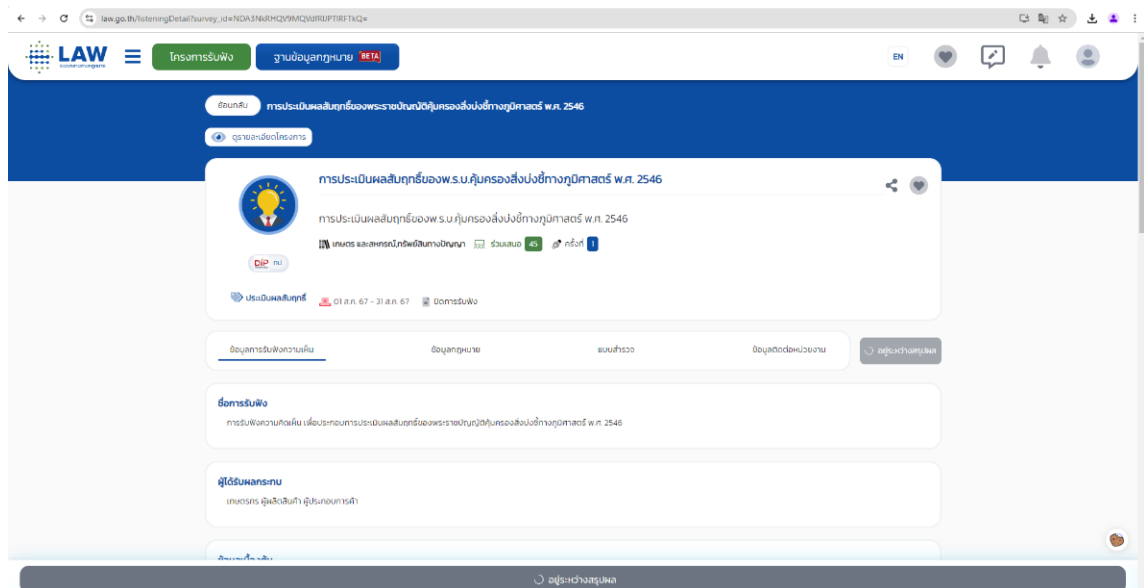 LAW
โครงการรับฟัง
ฐานข้อมูลกฎหมาย BETA
EN
ย้อนกลับ การประเมินผลสัมฤทธิ์ของพระราชบัญญัติคุ้มครองสิ่งบ่งชี้ทางภูมิศาสตร์ พ.ศ. 2546
ดูรายละเอียดโครงการ
การประเมินผลสัมฤทธิ์ของพ.ร.บ.คุ้มครองสิ่งบ่งชี้ทางภูมิศาสตร์ พ.ศ. 2546
การประเมินผลสัมฤทธิ์ของพ.ร.บ.คุ้มครองสิ่งบ่งชี้ทางภูมิศาสตร์ พ.ศ. 2546
เกษตร และสหกรณ์,ทรัพย์สินทางปัญญา ร่วมเสนอ 45 ครั้งที่ 1
DIP ทป
ประเมินผลสัมฤทธิ์ 01 ส.ค. 67 - 31 ส.ค. 67 ปิดการรับฟัง
ข้อมูลการรับฟังความเห็น ข้อมูลกฎหมาย แบบสำรวจ ข้อมูลติดต่อหน่วยงาน อยู่ระหว่างสรุปผล
ชื่อการรับฟัง
การรับฟังความคิดเห็น เพื่อประกอบการประเมินผลสัมฤทธิ์ของพระราชบัญญัติคุ้มครองสิ่งบ่งชี้ทางภูมิศาสตร์ พ.ศ. 2546
ผู้ได้รับผลกระทบ
เกษตรกร ผู้ผลิตสินค้า ผู้ประกอบการค้า
อยู่ระหว่างสรุปผล